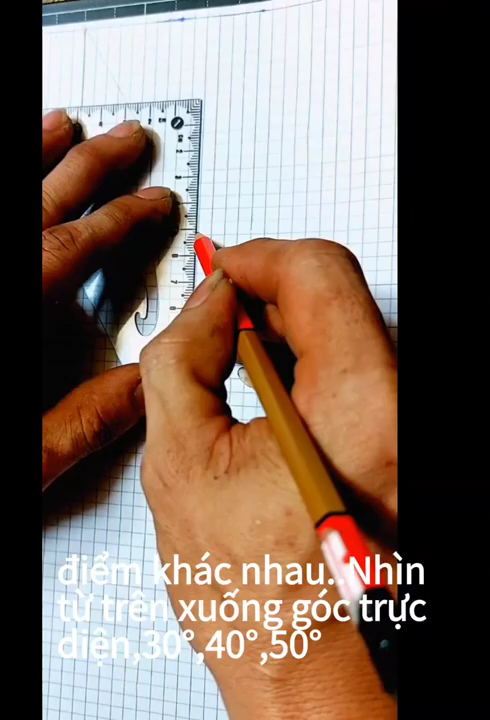 điểm khác nhau..Nhìn
từ trên xuống góc trực
diện,30°,40°,50°